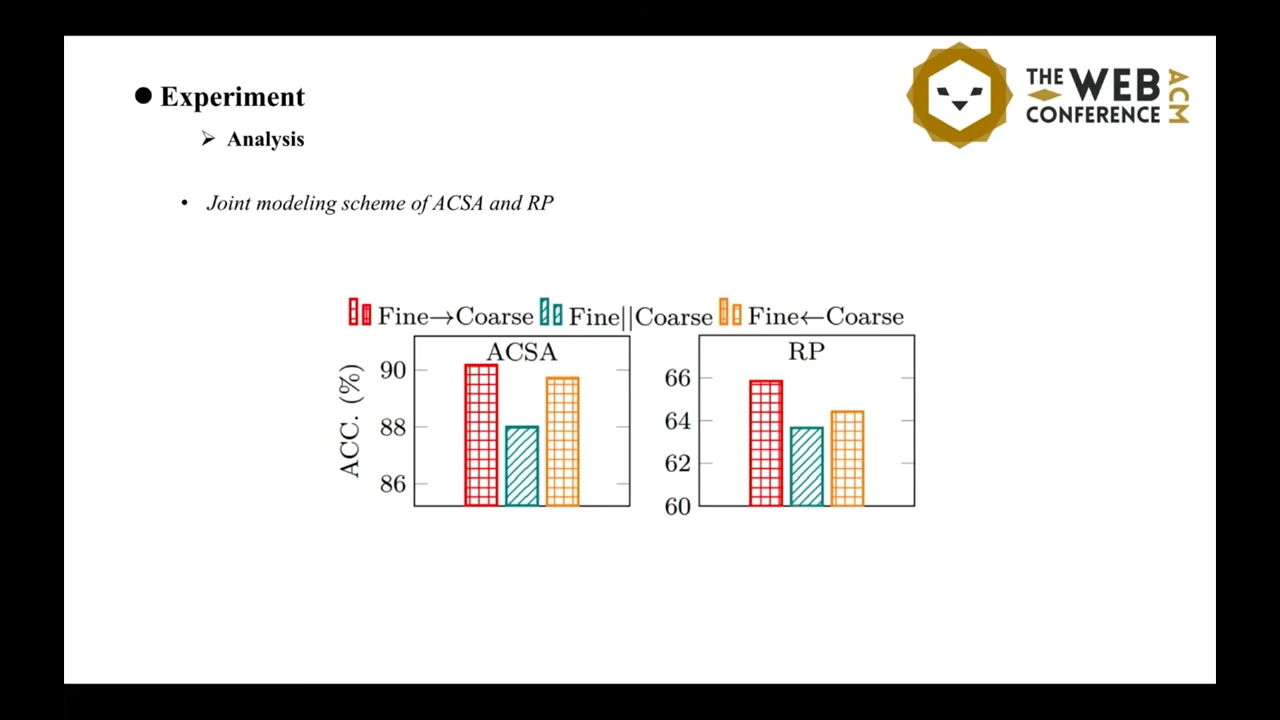 THE WEB CONFERENCE ACM
● Experiment
➢ Analysis
• Joint modeling scheme of ACSA and RP
Fine→Coarse Fine||Coarse Fine←Coarse
ACSA
ACC. (%)
90
88
86
RP
66
64
62
60